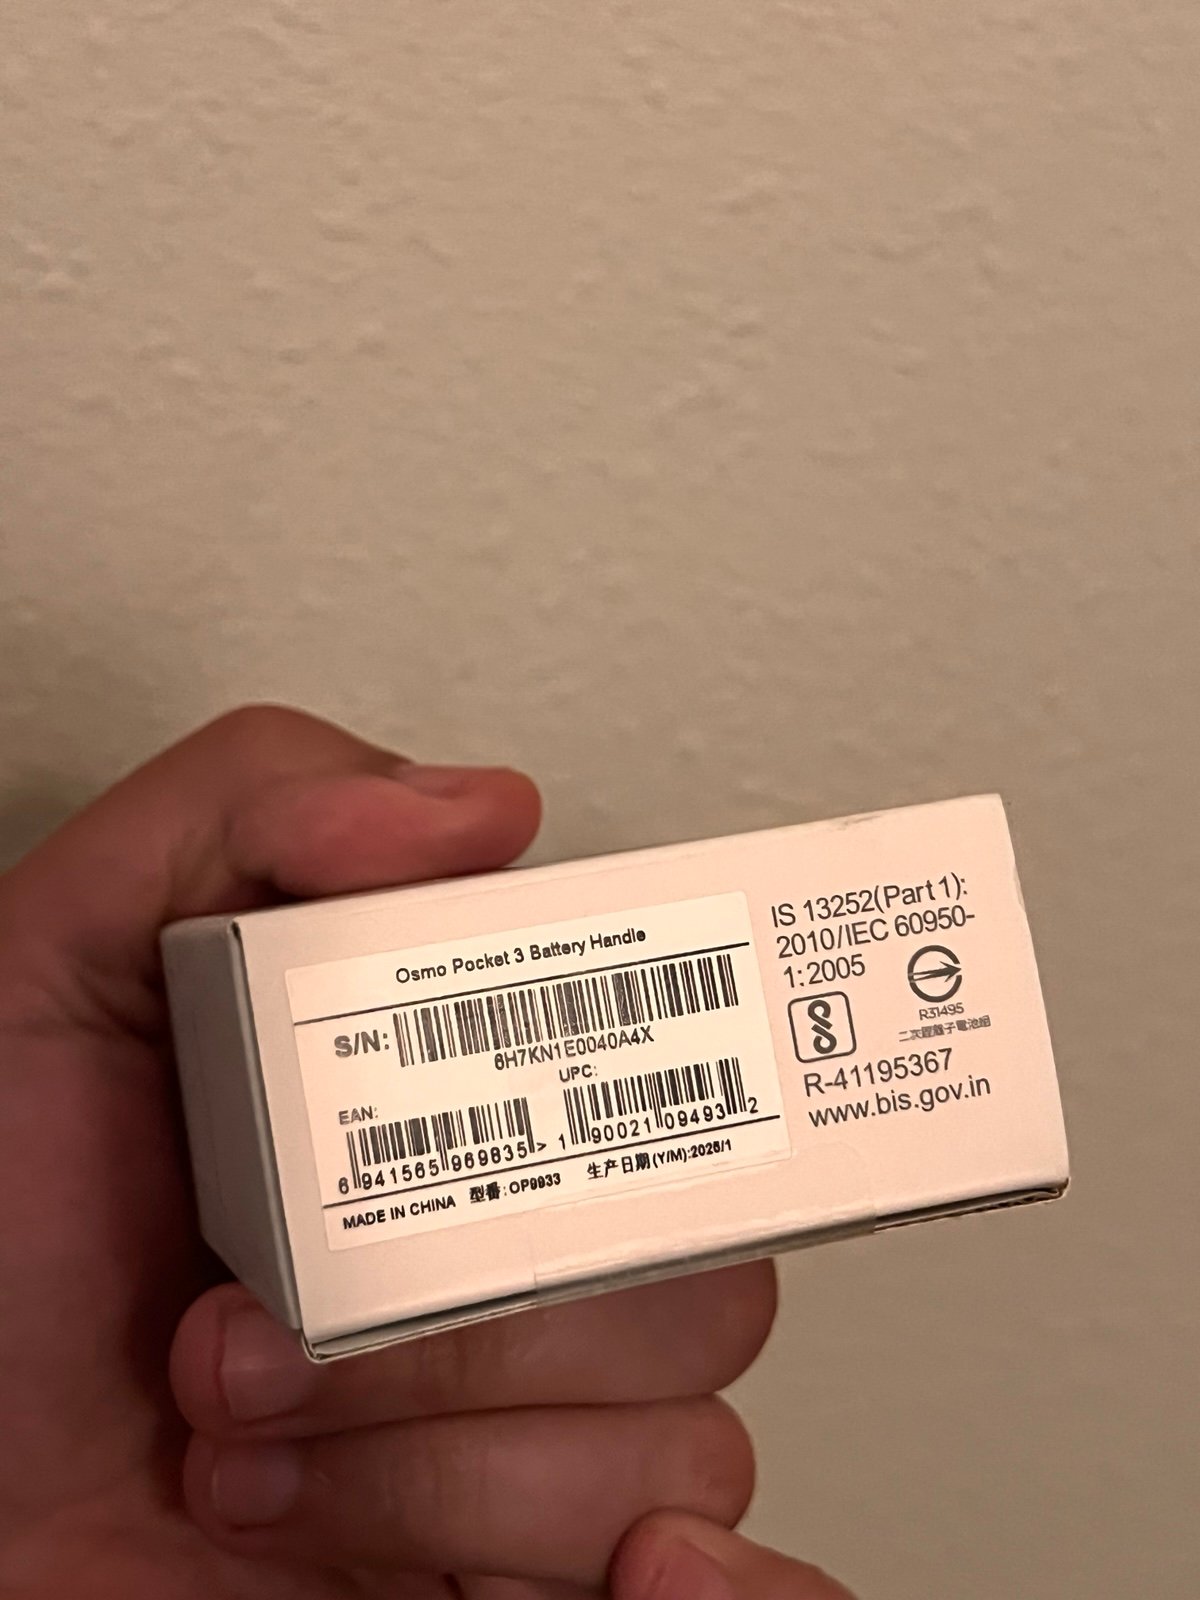 Osmo Pocket 3 Battery Handle
S/N:
6H7KN1E0040A4X
EAN:
6 941565 969835 >
UPC:
1 90021 09493 2
MADE IN CHINA 型番: OP9933 生产日期(Y/M):2025/1
IS 13252(Part 1):
2010/IEC 60950-
1:2005
R31495
二次鋰離子電池組
R-41195367
www.bis.gov.in